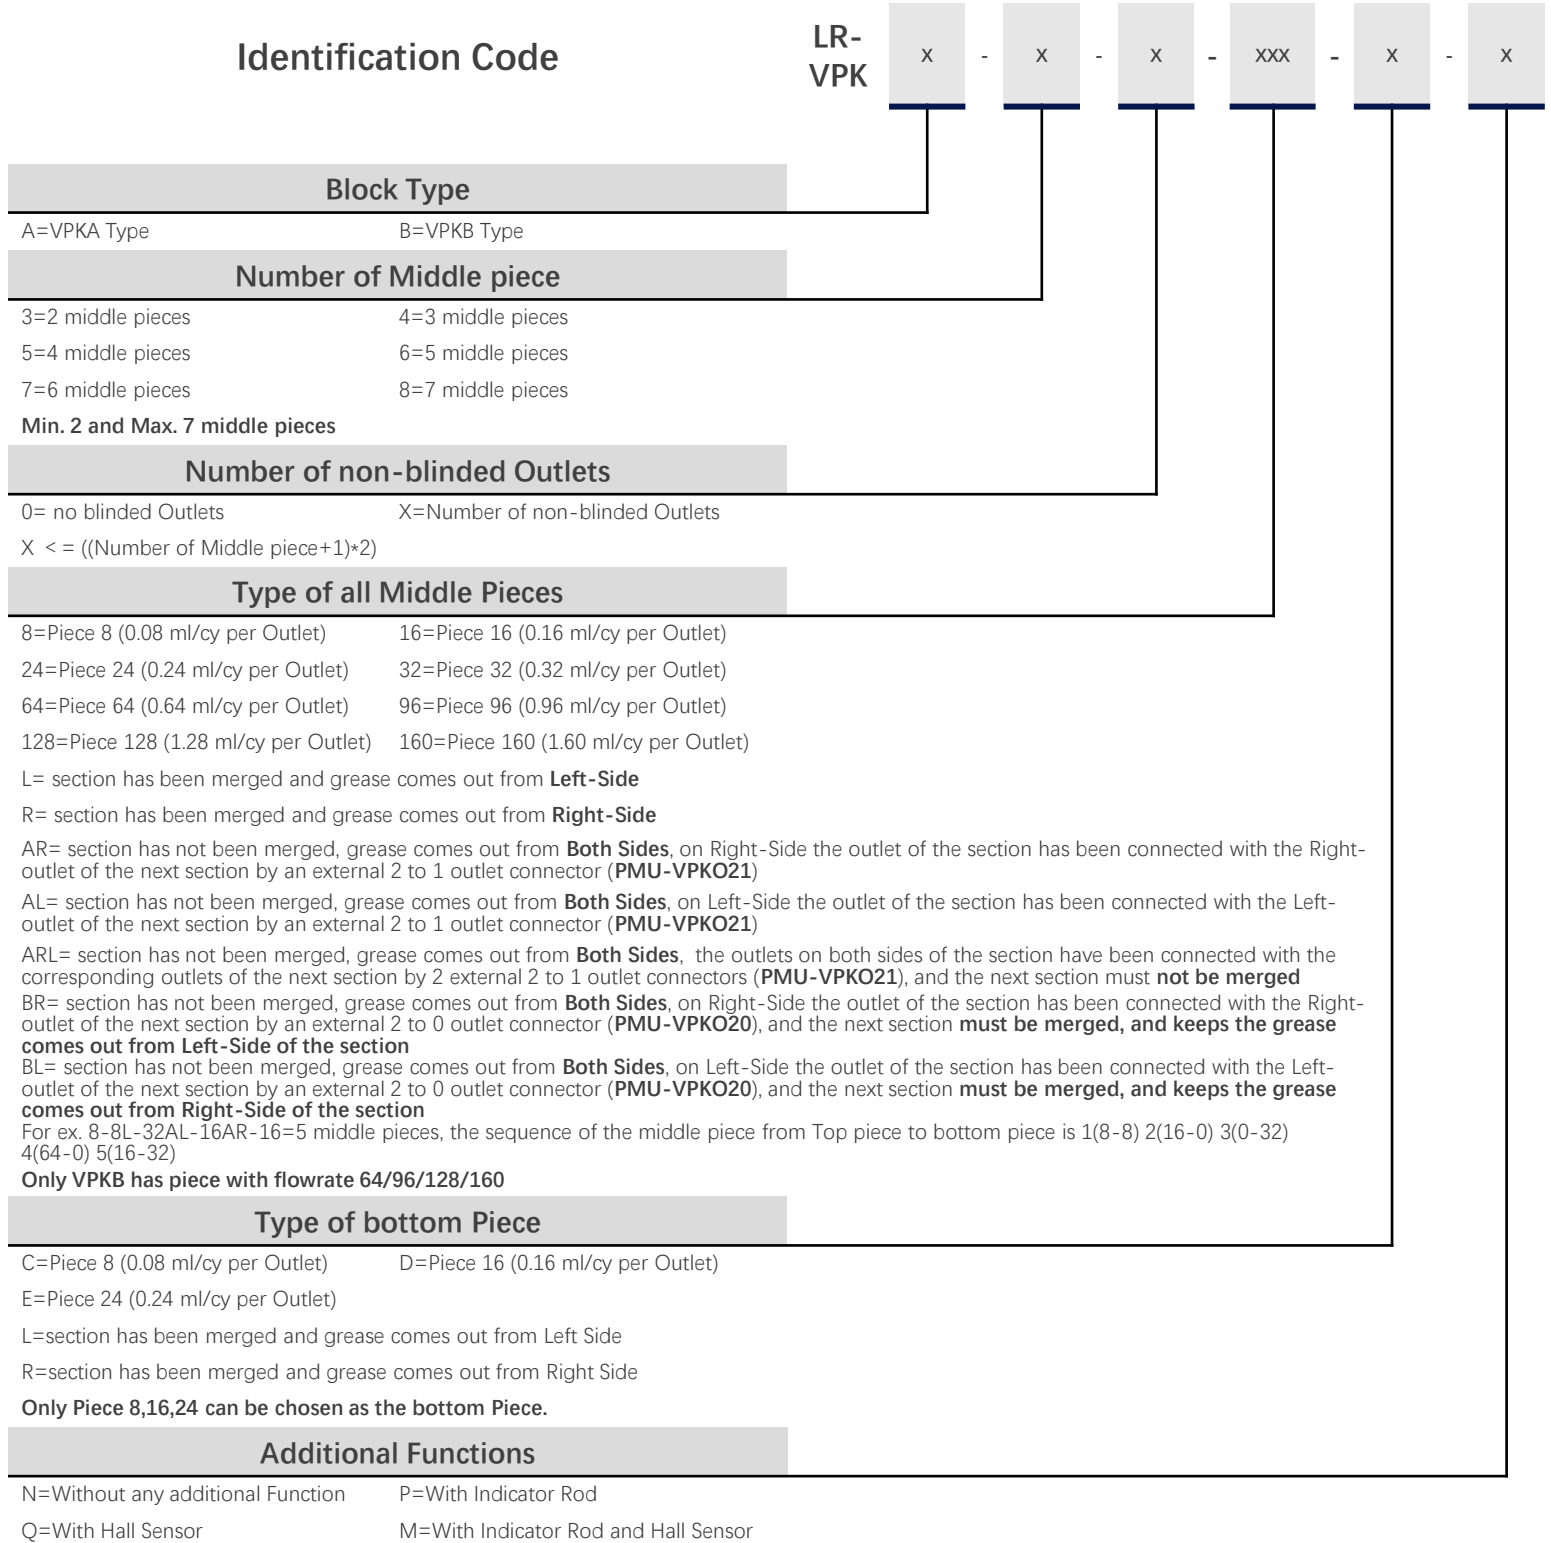 Identification Code
LR-
VPK
x - x - x - xxx - x - x
Block Type
A=VPKA Type B=VPKB Type
Number of Middle piece
3=2 middle pieces 4=3 middle pieces
5=4 middle pieces 6=5 middle pieces
7=6 middle pieces 8=7 middle pieces
Min. 2 and Max. 7 middle pieces
Number of non-blinded Outlets
0= no blinded Outlets X=Number of non-blinded Outlets
X <= ((Number of Middle piece+1)*2)
Type of all Middle Pieces
8=Piece 8 (0.08 ml/cy per Outlet) 16=Piece 16 (0.16 ml/cy per Outlet)
24=Piece 24 (0.24 ml/cy per Outlet) 32=Piece 32 (0.32 ml/cy per Outlet)
64=Piece 64 (0.64 ml/cy per Outlet) 96=Piece 96 (0.96 ml/cy per Outlet)
128=Piece 128 (1.28 ml/cy per Outlet) 160=Piece 160 (1.60 ml/cy per Outlet)
L= section has been merged and grease comes out from Left-Side
R= section has been merged and grease comes out from Right-Side
AR= section has not been merged, grease comes out from Both Sides, on Right-Side the outlet of the section has been connected with the Right-
outlet of the next section by an external 2 to 1 outlet connector (PMU-VPKO21)
AL= section has not been merged, grease comes out from Both Sides, on Left-Side the outlet of the section has been connected with the Left-
outlet of the next section by an external 2 to 1 outlet connector (PMU-VPKO21)
ARL= section has not been merged, grease comes out from Both Sides, the outlets on both sides of the section have been connected with the
corresponding outlets of the next section by 2 external 2 to 1 outlet connectors (PMU-VPKO21), and the next section must not be merged
BR= section has not been merged, grease comes out from Both Sides, on Right-Side the outlet of the section has been connected with the Right-
outlet of the next section by an external 2 to 0 outlet connector (PMU-VPKO20), and the next section must be merged, and keeps the grease
comes out from Left-Side of the section
BL= section has not been merged, grease comes out from Both Sides, on Left-Side the outlet of the section has been connected with the Left-
outlet of the next section by an external 2 to 0 outlet connector (PMU-VPKO20), and the next section must be merged, and keeps the grease
comes out from Right-Side of the section
For ex. 8-8L-32AL-16AR-16=5 middle pieces, the sequence of the middle piece from Top piece to bottom piece is 1(8-8) 2(16-0) 3(0-32)
4(64-0) 5(16-32)
Only VPKB has piece with flowrate 64/96/128/160
Type of bottom Piece
C=Piece 8 (0.08 ml/cy per Outlet) D=Piece 16 (0.16 ml/cy per Outlet)
E=Piece 24 (0.24 ml/cy per Outlet)
L=section has been merged and grease comes out from Left Side
R=section has been merged and grease comes out from Right Side
Only Piece 8,16,24 can be chosen as the bottom Piece.
Additional Functions
N=Without any additional Function P=With Indicator Rod
Q=With Hall Sensor M=With Indicator Rod and Hall Sensor